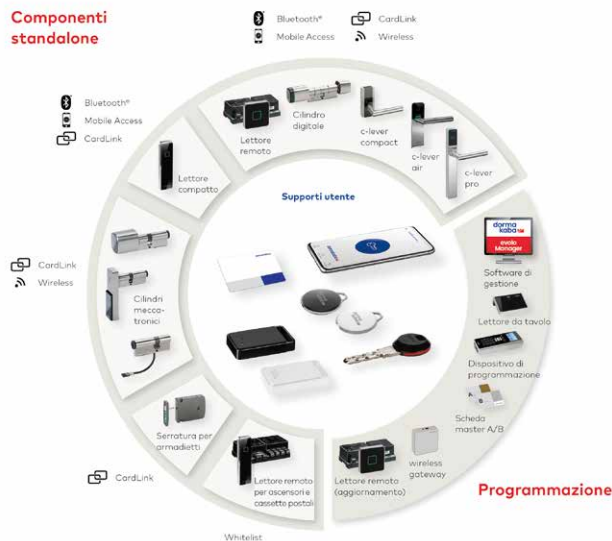 Componenti
standalone
Bluetooth®
CardLink
Mobile Access
Wireless
Bluetooth®
Mobile Access
CardLink
Lettore
remoto
Cilindro
digitale
c-lever
compact
c-lever
air
c-lever
pro
Lettore
compatto
Supporti utente
CardLink
Wireless
Cilindri
mecca-
tronici
dorma
kaba
evolo
Manager
Software di
gestione
Lettore da tavolo
Dispositivo di
programmazione
Scheda
master A/B
Serratura per
armadietti
CardLink
Lettore remoto
per ascensori e
cassette postali
Whitelist
Lettore remoto
(aggiornamento)
wireless
gateway
Programmazione